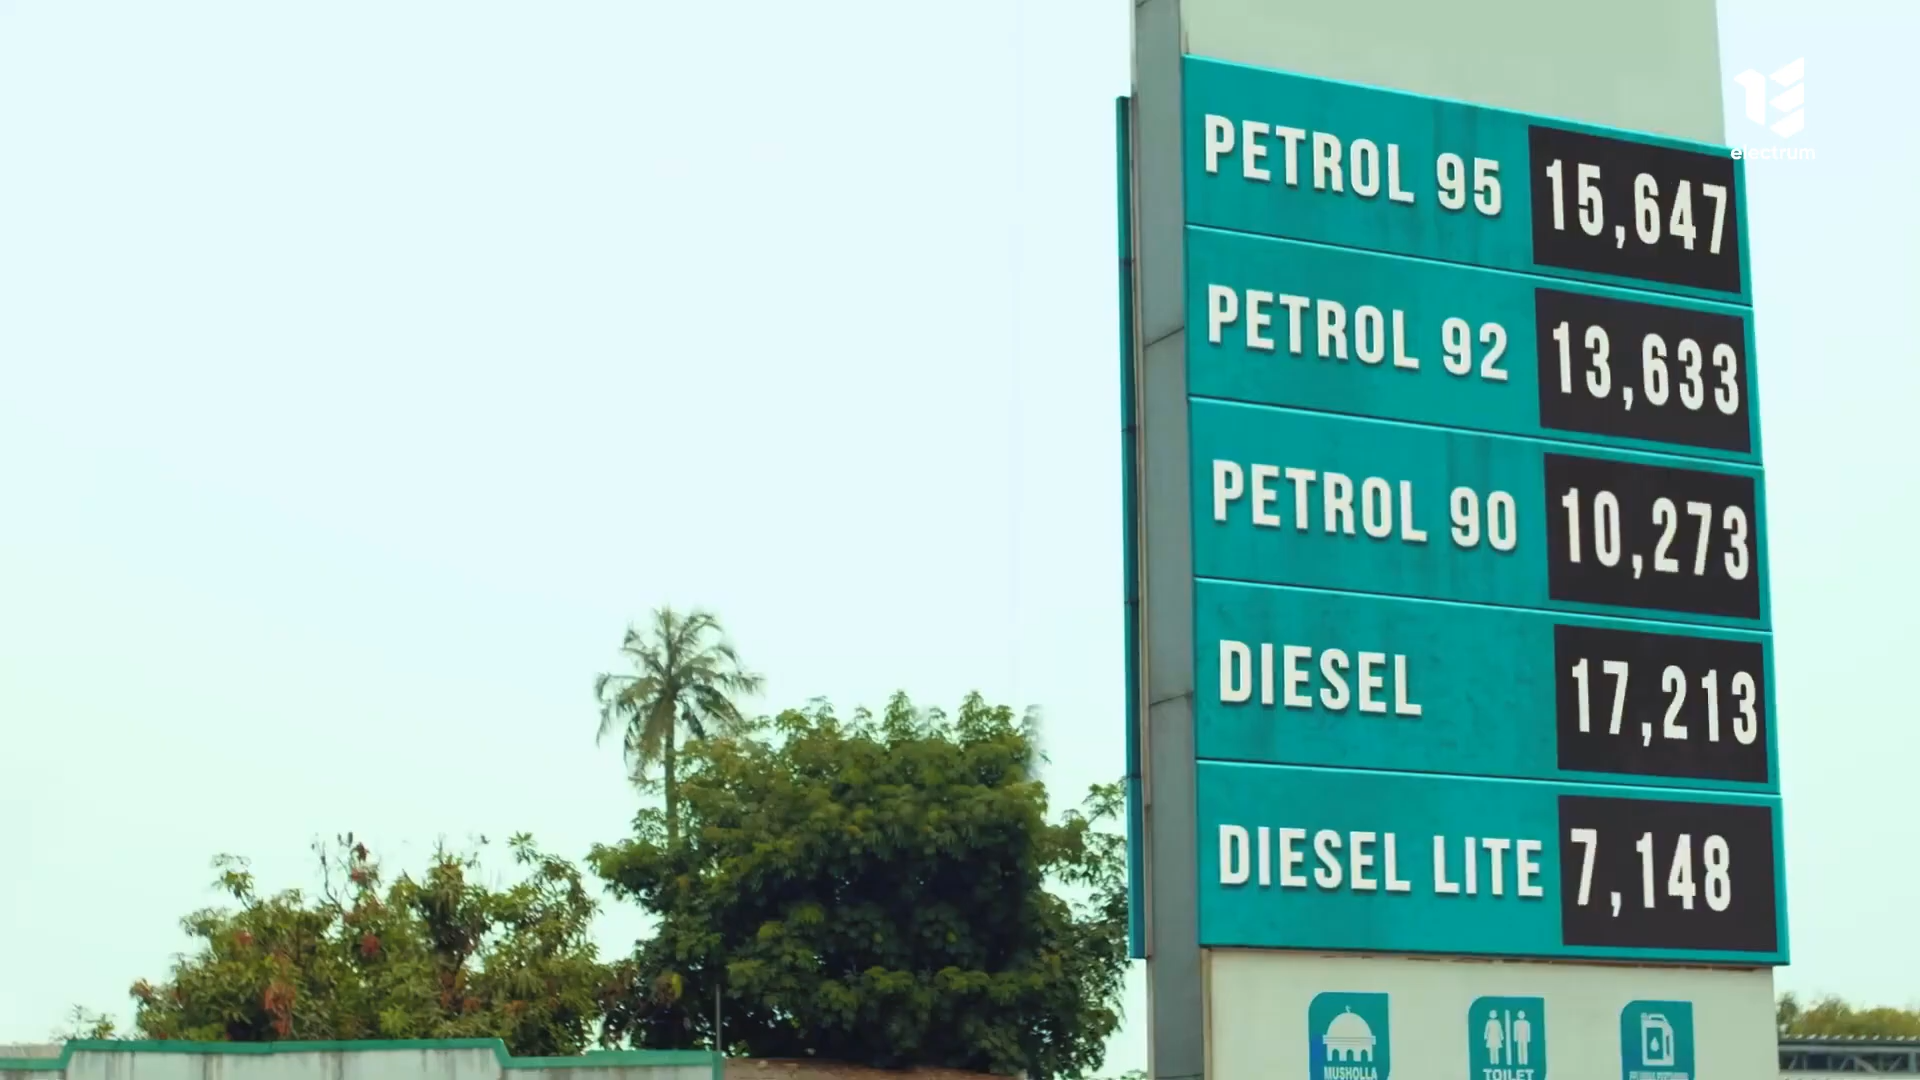 electrum
PETROL 95 15,647
PETROL 92 13,633
PETROL 90 10,273
DIESEL 17,213
DIESEL LITE 7,148
MUSHOLLA
TOILET